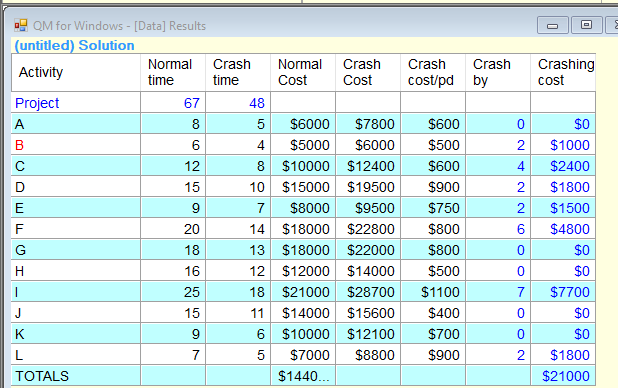 QM for Windows - [Data] Results
(untitled) Solution
Activity Normal time Crash time Normal Cost Crash Cost Crash cost/pd Crash by Crashing cost
Project 67 48
A 8 5 $6000 $7800 $600 0 $0
B 6 4 $5000 $6000 $500 2 $1000
C 12 8 $10000 $12400 $600 4 $2400
D 15 10 $15000 $19500 $900 2 $1800
E 9 7 $8000 $9500 $750 2 $1500
F 20 14 $18000 $22800 $800 6 $4800
G 18 13 $18000 $22000 $800 0 $0
H 16 12 $12000 $14000 $500 0 $0
I 25 18 $21000 $28700 $1100 7 $7700
J 15 11 $14000 $15600 $400 0 $0
K 9 6 $10000 $12100 $700 0 $0
L 7 5 $7000 $8800 $900 2 $1800
TOTALS $1440... $21000